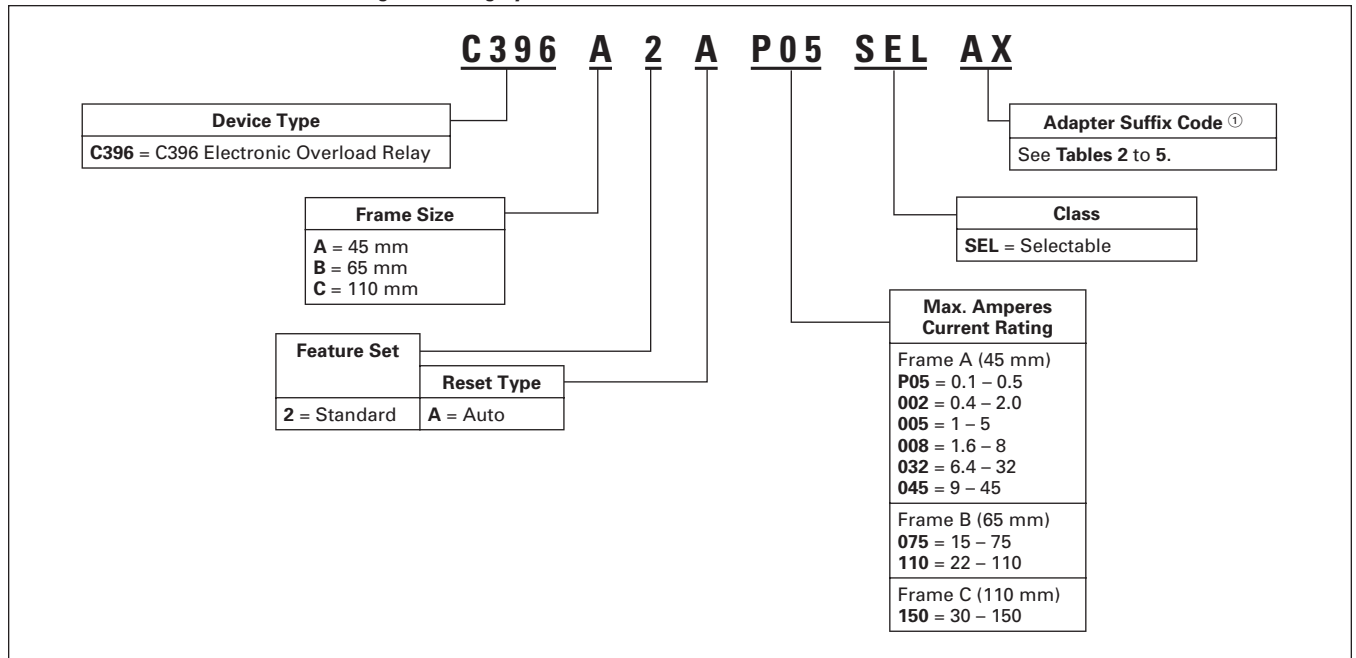 C396 A 2 A P05 SEL AX
Device Type
C396 = C396 Electronic Overload Relay
Adapter Suffix Code ①
See Tables 2 to 5.
Frame Size
A = 45 mm
B = 65 mm
C = 110 mm
Class
SEL = Selectable
Feature Set
2 = Standard
Reset Type
A = Auto
Max. Amperes
Current Rating
Frame A (45 mm)
P05 = 0.1 – 0.5
002 = 0.4 – 2.0
005 = 1 – 5
008 = 1.6 – 8
032 = 6.4 – 32
045 = 9 – 45
Frame B (65 mm)
075 = 15 – 75
110 = 22 – 110
Frame C (110 mm)
150 = 30 – 150